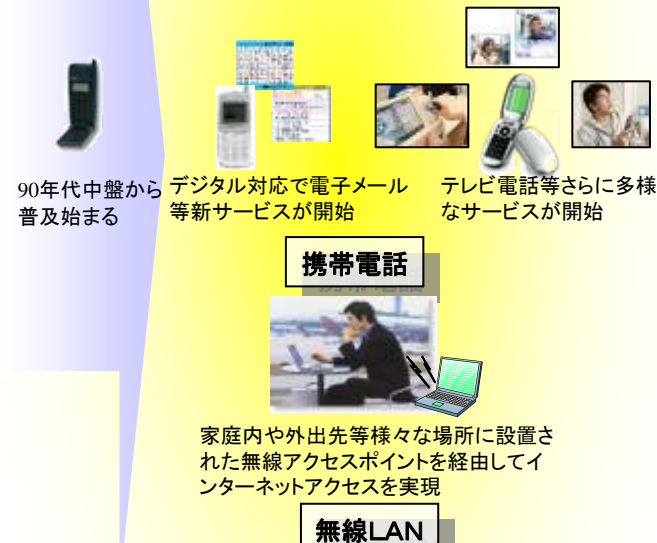 90年代中盤から
普及始まる
デジタル対応で電子メール
等新サービスが開始
テレビ電話等さらに多様
なサービスが開始
携帯電話
家庭内や外出先等様々な場所に設置さ
れた無線アクセスポイントを経由してイ
ンターネットアクセスを実現
無線LAN